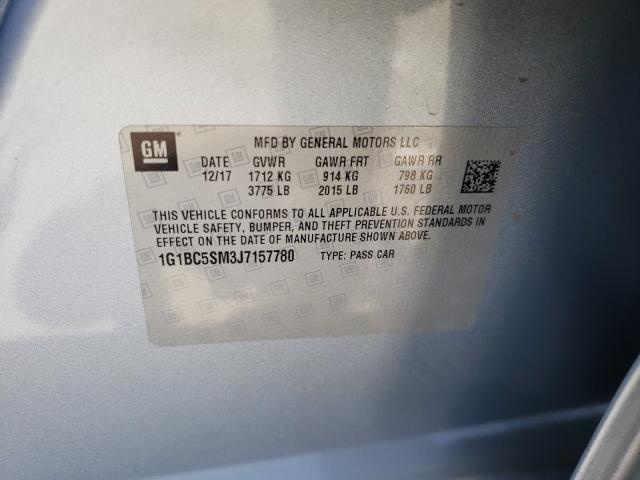 GM
MFD BY GENERAL MOTORS LLC
DATE GVWR GAWR FRT GAWR RR
12/17 1712 KG 914 KG 798 KG
3775 LB 2015 LB 1760 LB
THIS VEHICLE CONFORMS TO ALL APPLICABLE U.S. FEDERAL MOTOR
VEHICLE SAFETY, BUMPER, AND THEFT PREVENTION STANDARDS IN
EFFECT ON THE DATE OF MANUFACTURE SHOWN ABOVE.
1G1BC5SM3J7157780 TYPE: PASS CAR